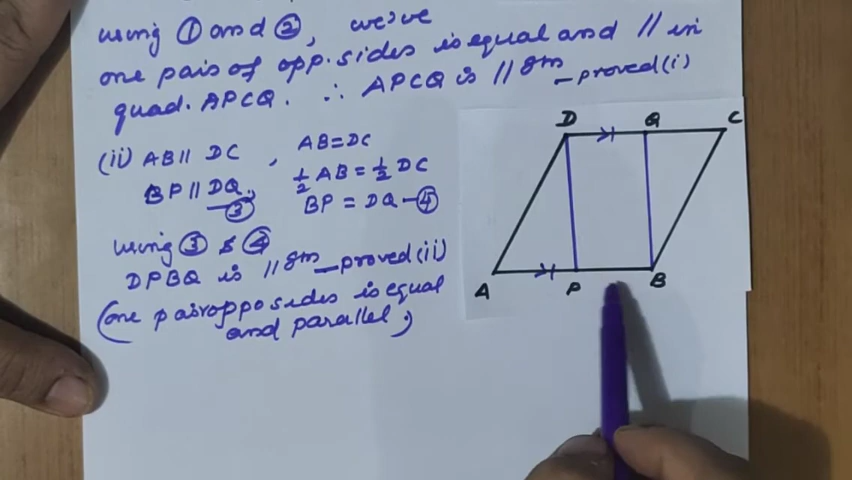 using ① and ②, we've
one pair of opp. sides is equal and // in
quad. APCQ. ∴ APCQ is //gm _proved(i)
(ii) AB // DC , AB = DC
BP // DQ. —③ ½ AB = ½ DC
BP = DQ —④
using ③ & ④
DPBQ is //gm _proved(ii)
(one pair oppo sides is equal
and parallel.)
D Q C
A P B